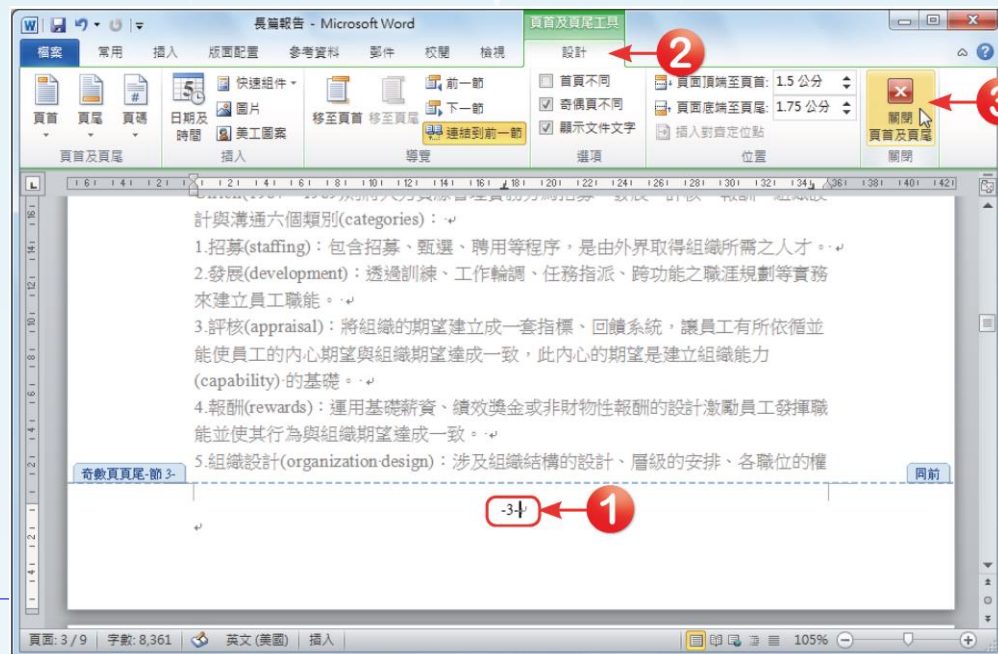 長篇報告 - Microsoft Word
頁首及頁尾工具
檔案 常用 插入 版面配置 參考資料 郵件 校閱 檢視 設計
2
頁首 頁尾 頁碼
頁首及頁尾
日期及時間
快速組件
圖片
美工圖案
插入
移至頁首 移至頁尾
前一節
下一節
連結到前一節
導覽
首頁不同
奇偶頁不同
顯示文件文字
選項
頁面頂端至頁首: 1.5 公分
頁面底端至頁尾: 1.75 公分
插入對齊定位點
位置
關閉
頁首及頁尾
關閉
3
計與溝通六個類別(categories)：
1.招募(staffing)：包含招募、甄選、聘用等程序，是由外界取得組織所需之人才。
2.發展(development)：透過訓練、工作輪調、任務指派、跨功能之職涯規劃等實務
來建立員工職能。
3.評核(appraisal)：將組織的期望建立成一套指標、回饋系統，讓員工有所依循並
能使員工的內心期望與組織期望達成一致，此內心的期望是建立組織能力
(capability)的基礎。
4.報酬(rewards)：運用基礎薪資、績效獎金或非財物性報酬的設計激勵員工發揮職
能並使其行為與組織期望達成一致。
5.組織設計(organization design)：涉及組織結構的設計、層級的安排、各職位的權
奇數頁頁尾-節 3-
同前
-3-
1
頁面: 3 / 9 字數: 8,361 英文 (美國) 插入 105%